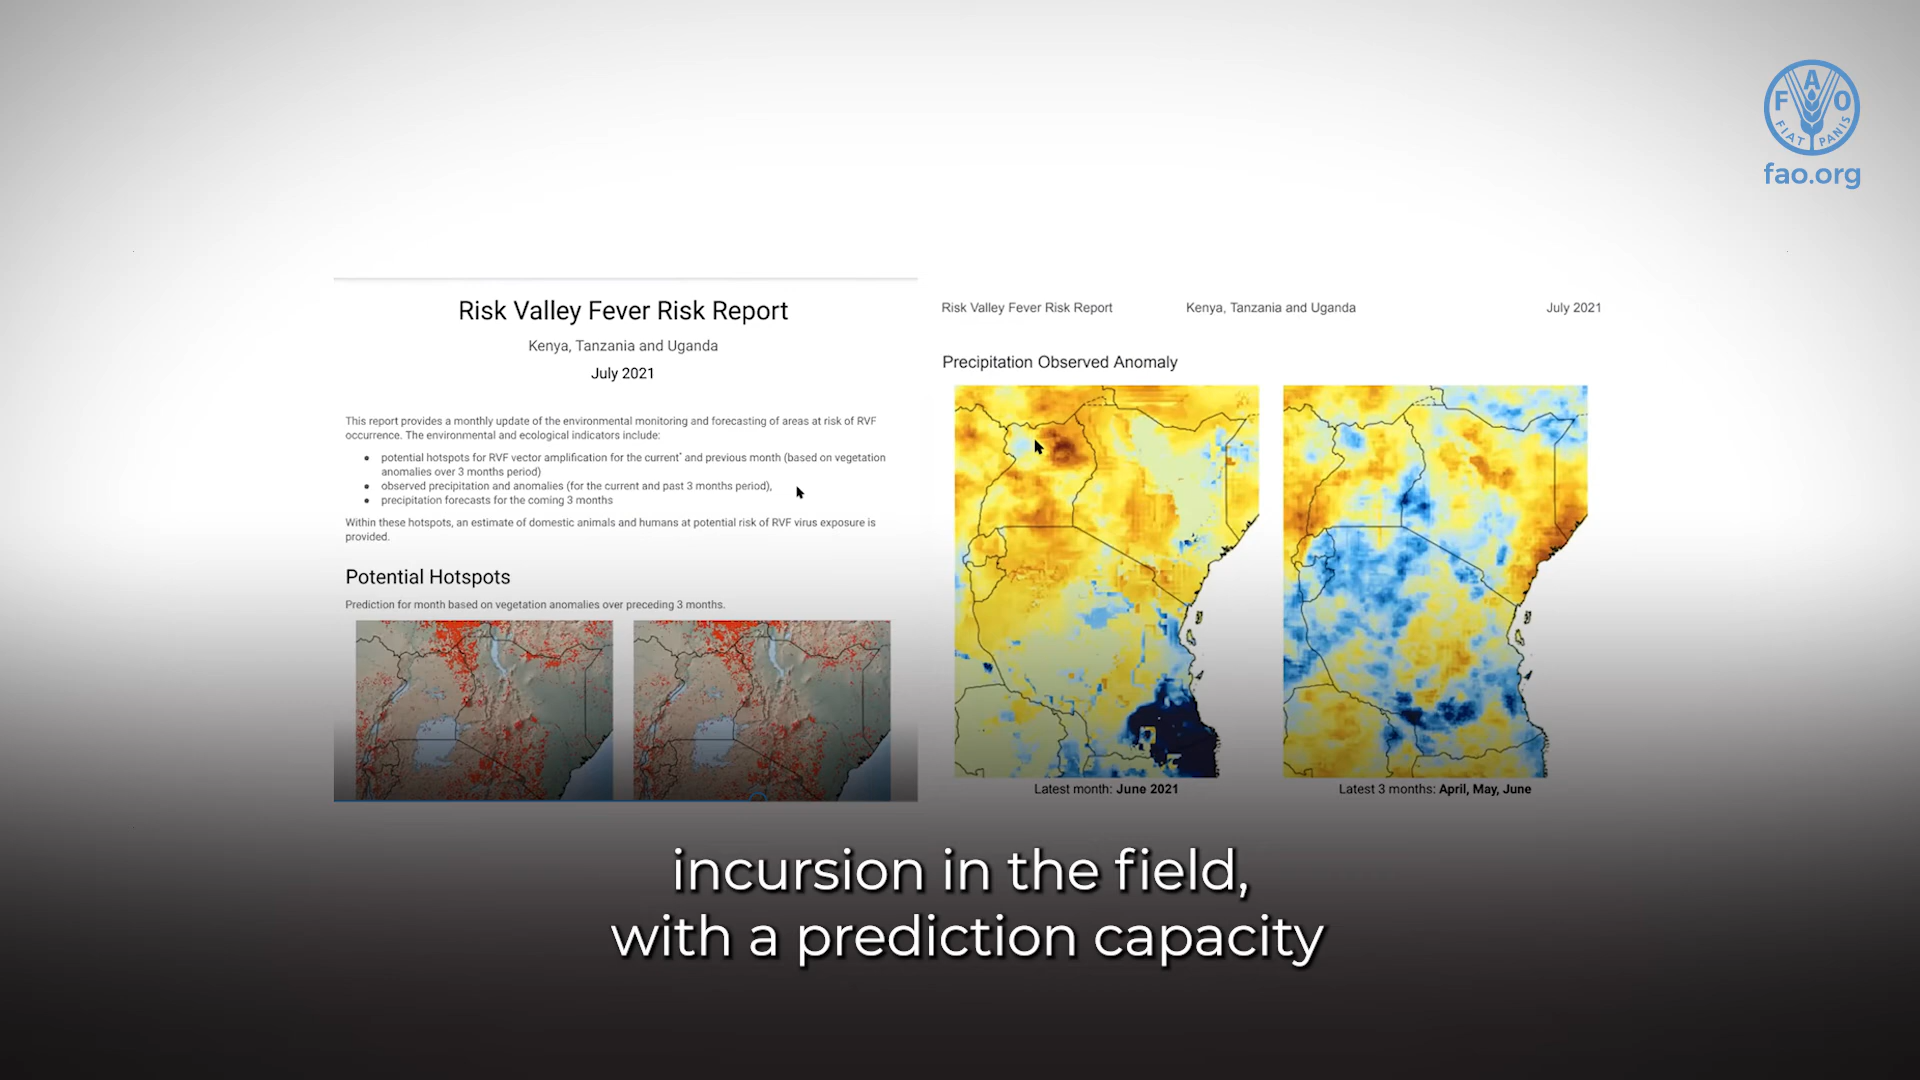 FAO
FIAT PANIS
fao.org
Risk Valley Fever Risk Report
Kenya, Tanzania and Uganda
July 2021
This report provides a monthly update of the environmental monitoring and forecasting of areas at risk of RVF
occurrence. The environmental and ecological indicators include:
• potential hotspots for RVF vector amplification for the current* and previous month (based on vegetation
anomalies over 3 months period)
• observed precipitation and anomalies (for the current and past 3 months period),
• precipitation forecasts for the coming 3 months
Within these hotspots, an estimate of domestic animals and humans at potential risk of RVF virus exposure is
provided.
Potential Hotspots
Prediction for month based on vegetation anomalies over preceding 3 months.
Risk Valley Fever Risk Report Kenya, Tanzania and Uganda July 2021
Precipitation Observed Anomaly
Latest month: June 2021
Latest 3 months: April, May, June
incursion in the field,
with a prediction capacity